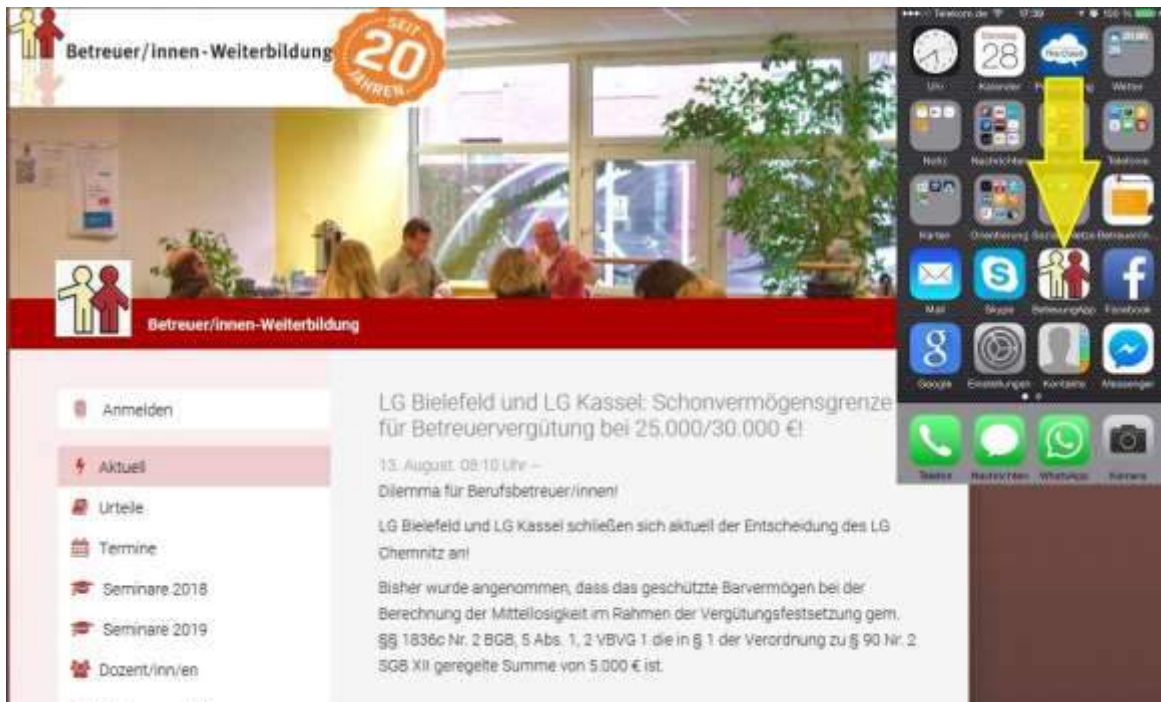 Betreuer/innen-Weiterbildung
SEIT
20
JAHREN
Betreuer/innen-Weiterbildung
Anmelden
Aktuell
Urteile
Termine
Seminare 2018
Seminare 2019
Dozent/inn/en
LG Bielefeld und LG Kassel: Schonvermögensgrenze
für Betreuervergütung bei 25.000/30.000 €!
13. August. 09:10 Uhr –
Dilemma für Berufsbetreuer/innen!
LG Bielefeld und LG Kassel schließen sich aktuell der Entscheidung des LG
Chemnitz an!
Bisher wurde angenommen, dass das geschützte Barvermögen bei der
Berechnung der Mittellosigkeit im Rahmen der Vergütungsfestsetzung gem.
§§ 1836c Nr. 2 BGB, 5 Abs. 1, 2 VBVG 1 die in § 1 der Verordnung zu § 90 Nr. 2
SGB XII geregelte Summe von 5.000 € ist.
Telekom.de 17:39 100 %
28
Uhr Kalender Wetter
Notiz Nachrichten Telefonie
Karten Orientierung
Mail Skype BetreuungApp Facebook
Google Einstellungen Kontakte Messenger
Telefon Nachrichten WhatsApp Kamera